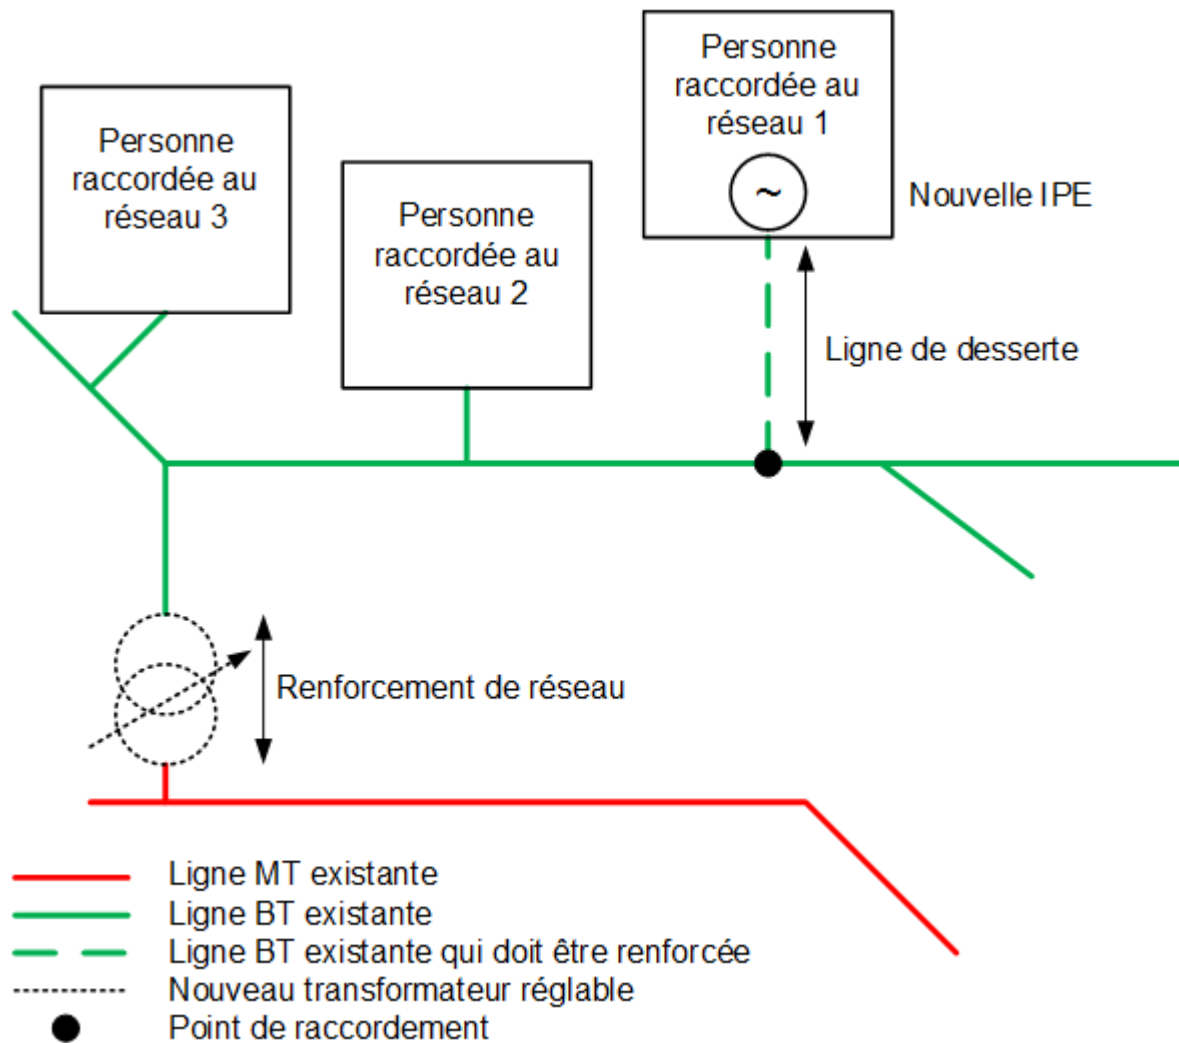 Personne
raccordée au
réseau 1
~
Nouvelle IPE
Personne
raccordée au
réseau 3
Personne
raccordée au
réseau 2
Ligne de desserte
Renforcement de réseau
Ligne MT existante
Ligne BT existante
Ligne BT existante qui doit être renforcée
Nouveau transformateur réglable
Point de raccordement